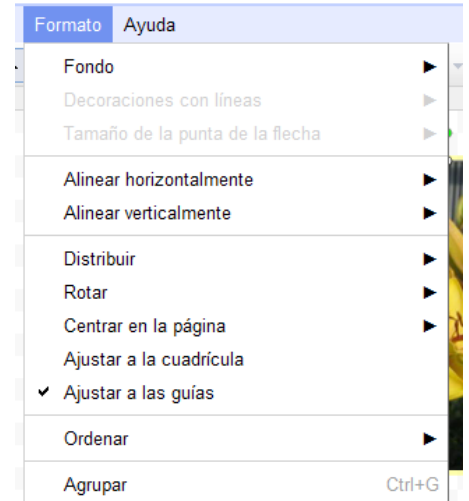 Formato Ayuda
Fondo
Decoraciones con líneas
Tamaño de la punta de la flecha
Alinear horizontalmente
Alinear verticalmente
Distribuir
Rotar
Centrar en la página
Ajustar a la cuadrícula
Ajustar a las guías
Ordenar
Agrupar Ctrl+G